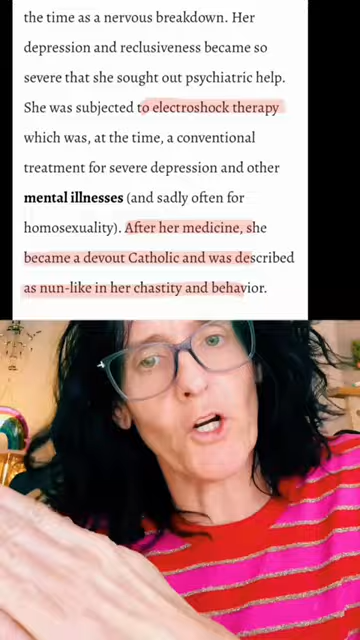 the time as a nervous breakdown. Her
depression and reclusiveness became so
severe that she sought out psychiatric help.
She was subjected to electroshock therapy
which was, at the time, a conventional
treatment for severe depression and other
mental illnesses (and sadly often for
homosexuality). After her medicine, she
became a devout Catholic and was described
as nun-like in her chastity and behavior.